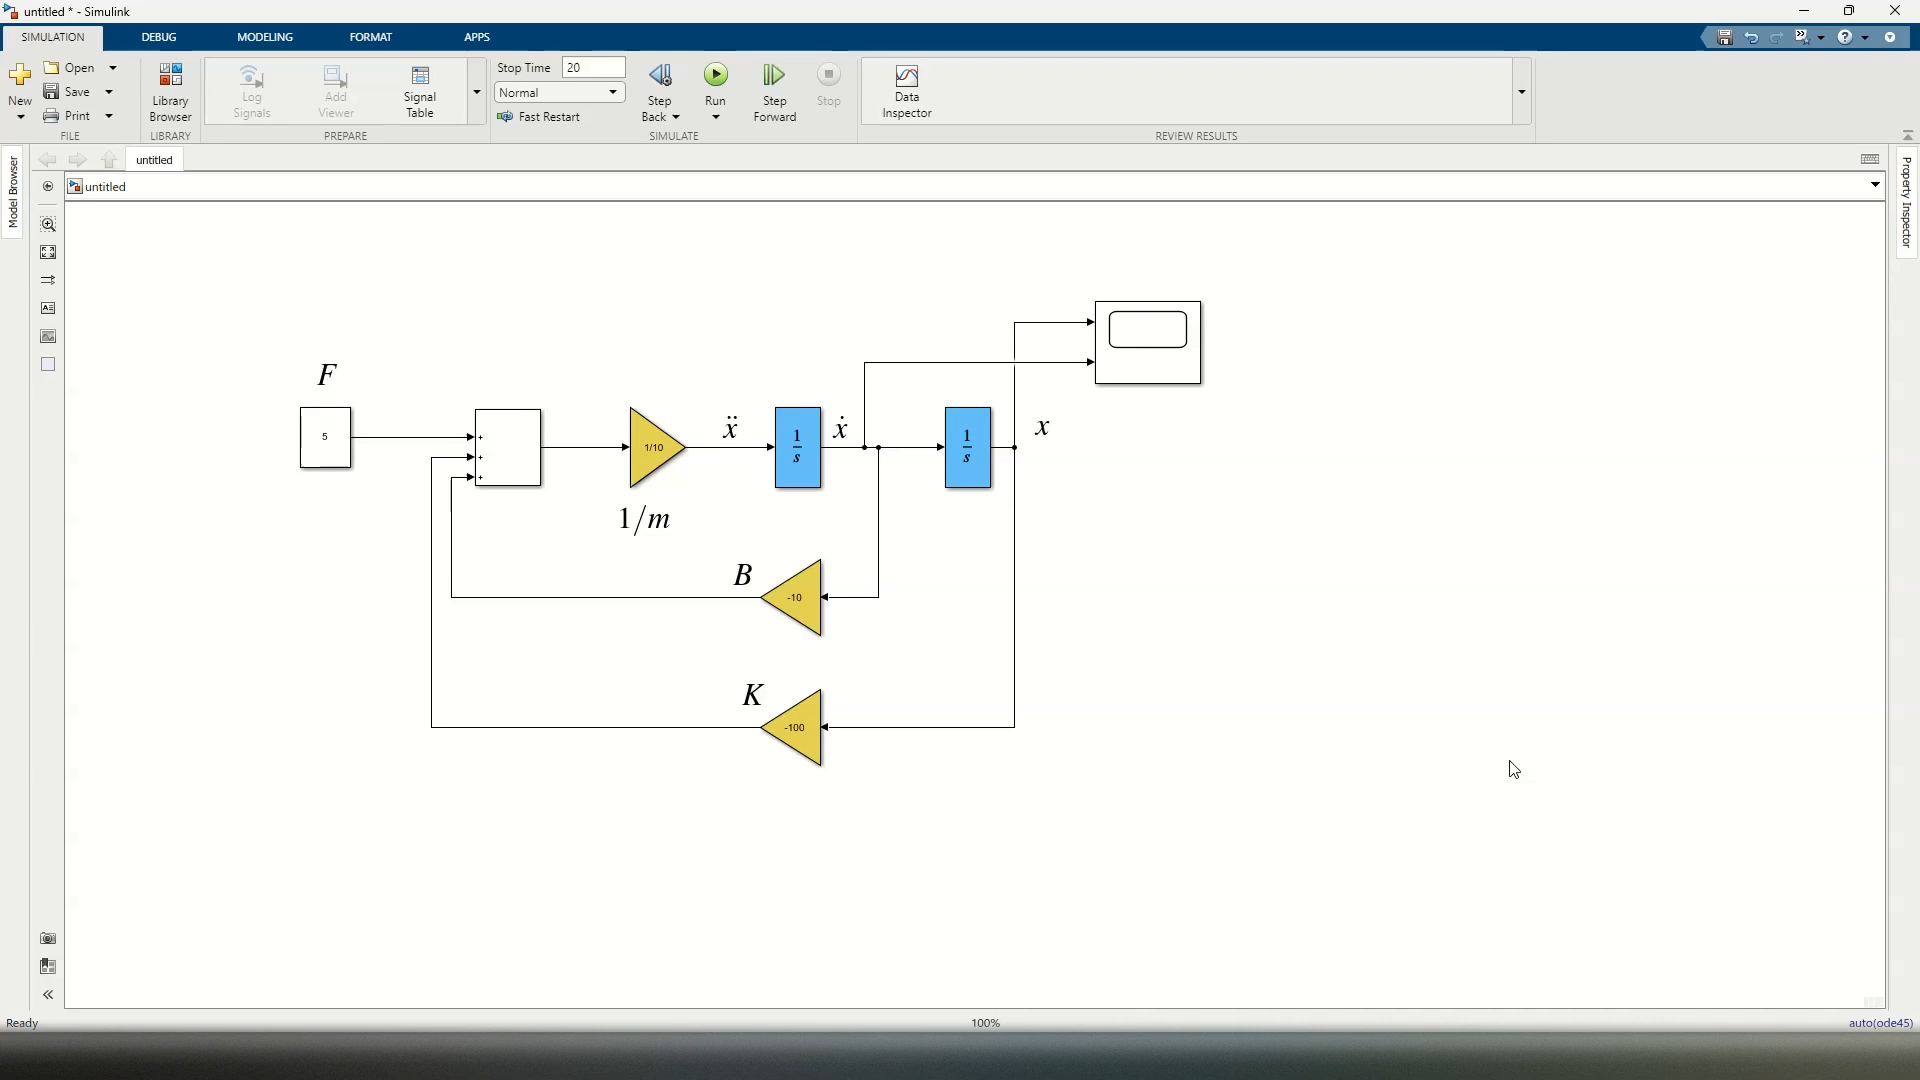 untitled * - Simulink
SIMULATION DEBUG MODELING FORMAT APPS
New
Open
Save
Print
FILE
Library
Browser
LIBRARY
Log
Signals
Add
Viewer
Signal
Table
PREPARE
Stop Time 20
Normal
Fast Restart
Step
Back
Run
Step
Forward
Stop
SIMULATE
Data
Inspector
REVIEW RESULTS
Model Browser
untitled
untitled
Property Inspector
F
5
+
+
+
1/10
1/m
ẍ
1
s
ẋ
1
s
x
B
-10
K
-100
Ready
100%
auto(ode45)